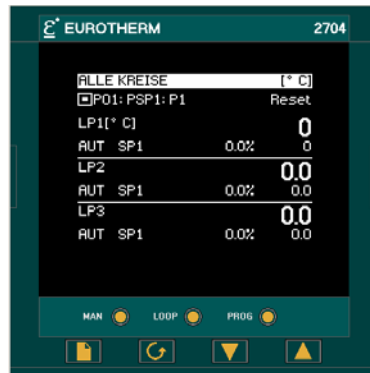 EUROTHERM 2704
ALLE KREISE [° C]
PO1: PSP1: P1 Reset
LP1[° C] 0
AUT SP1 0.0% 0
LP2 0.0
AUT SP1 0.0% 0.0
LP3 0.0
AUT SP1 0.0% 0.0
MAN LOOP PROG